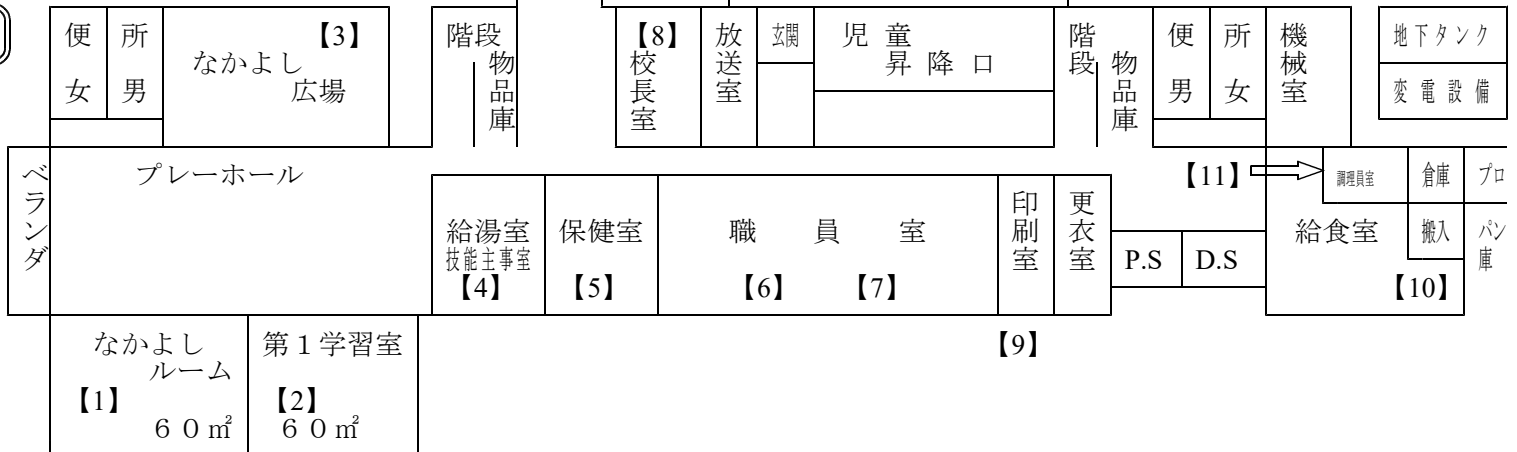 便所
女 男
【3】
なかよし
広場
階段
物品庫
【8】
校長室
放送室
玄関
児童
昇降口
階段
物品庫
便所
男 女
機械室
地下タンク
変電設備
ベランダ
プレーホール
給湯室
技能主事室
【4】
保健室
【5】
職員室
【6】 【7】
印刷室
更衣室
P.S
D.S
【11】
調理員室
倉庫
プロ
給食室
搬入
パン
庫
【10】
なかよし
ルーム
【1】
60㎡
第1学習室
【2】
60㎡
【9】